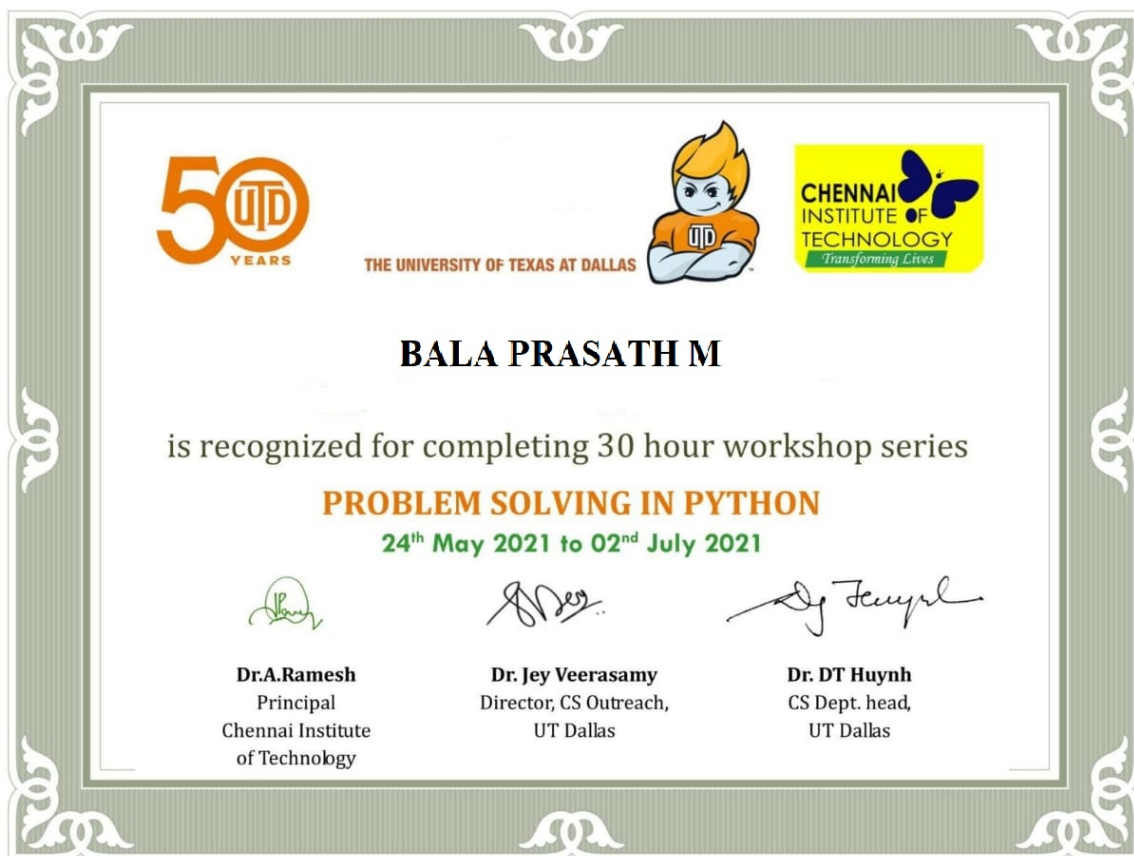 50 UTD
YEARS
THE UNIVERSITY OF TEXAS AT DALLAS
UTD
CHENNAI
INSTITUTE OF
TECHNOLOGY
Transforming Lives
BALA PRASATH M
is recognized for completing 30 hour workshop series
PROBLEM SOLVING IN PYTHON
24th May 2021 to 02nd July 2021
Dr.A.Ramesh
Principal
Chennai Institute
of Technology
Dr. Jey Veerasamy
Director, CS Outreach,
UT Dallas
Dr. DT Huynh
CS Dept. head,
UT Dallas